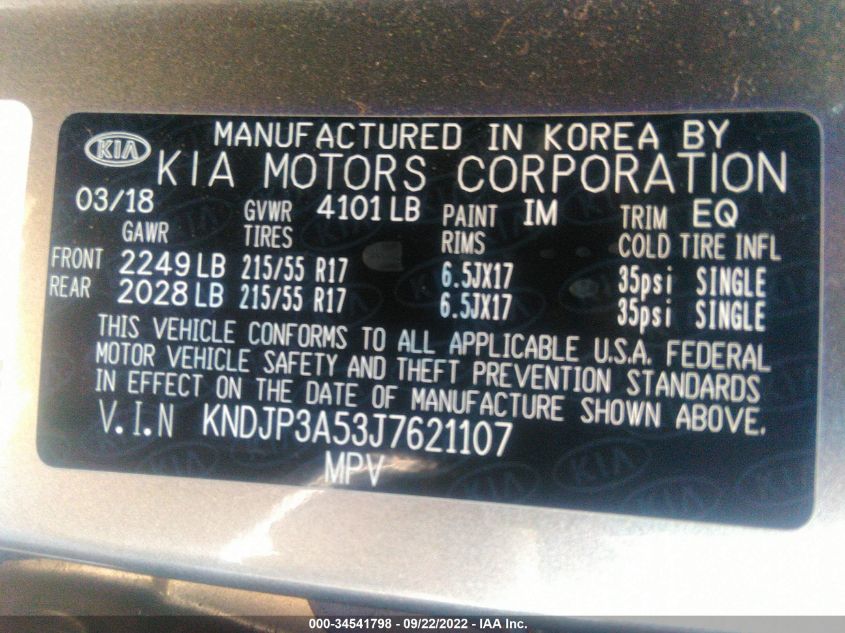 KIA
MANUFACTURED IN KOREA BY
KIA MOTORS CORPORATION
03/18 GVWR 4101 LB PAINT IM TRIM EQ
GAWR TIRES RIMS COLD TIRE INFL
FRONT 2249 LB 215/55 R17 6.5JX17 35psi SINGLE
REAR 2028 LB 215/55 R17 6.5JX17 35psi SINGLE
THIS VEHICLE CONFORMS TO ALL APPLICABLE U.S.A. FEDERAL
MOTOR VEHICLE SAFETY AND THEFT PREVENTION STANDARDS
IN EFFECT ON THE DATE OF MANUFACTURE SHOWN ABOVE.
V.I.N KNDJP3A53J7621107
MPV
000-34541798 - 09/22/2022 - IAA Inc.